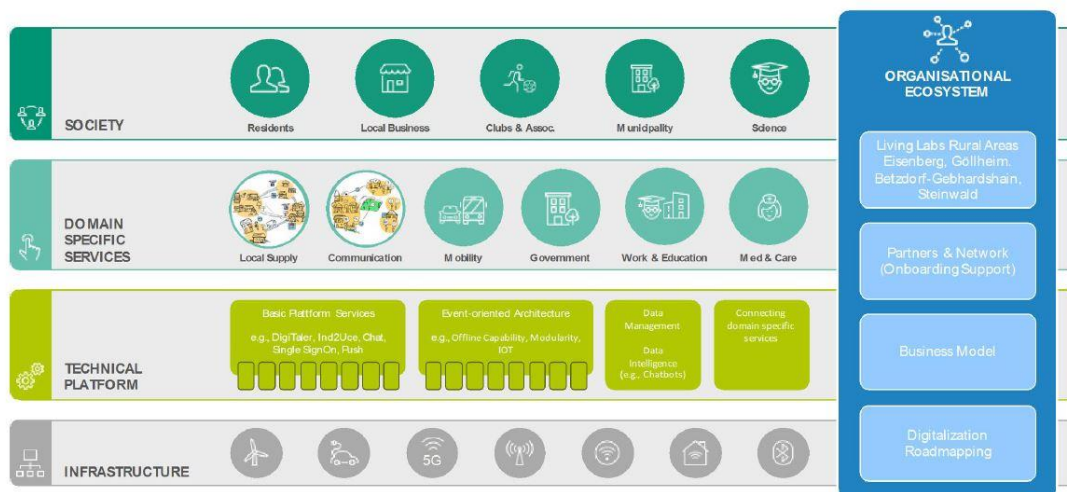 SOCIETY
Residents
Local Business
Clubs & Assoc.
Municipality
Science
DOMAIN
SPECIFIC
SERVICES
Local Supply
Communication
Mobility
Government
Work & Education
Med & Care
TECHNICAL
PLATFORM
Basic Plattform Services
e.g., DigiTaler, Ind2Uce, Chat,
Single SignOn, Push
Event-oriented Architecture
e.g., Offline Capability, Modularity,
IOT
Data
Management
Data
Intelligence
(e.g., Chatbots)
Connecting
domain specific
services
INFRASTRUCTURE
5G
ORGANISATIONAL
ECOSYSTEM
Living Labs Rural Areas
Eisenberg, Göllheim,
Betzdorf-Gebhardshain,
Steinwald
Partners & Network
(Onboarding Support)
Business Model
Digitalization
Roadmapping